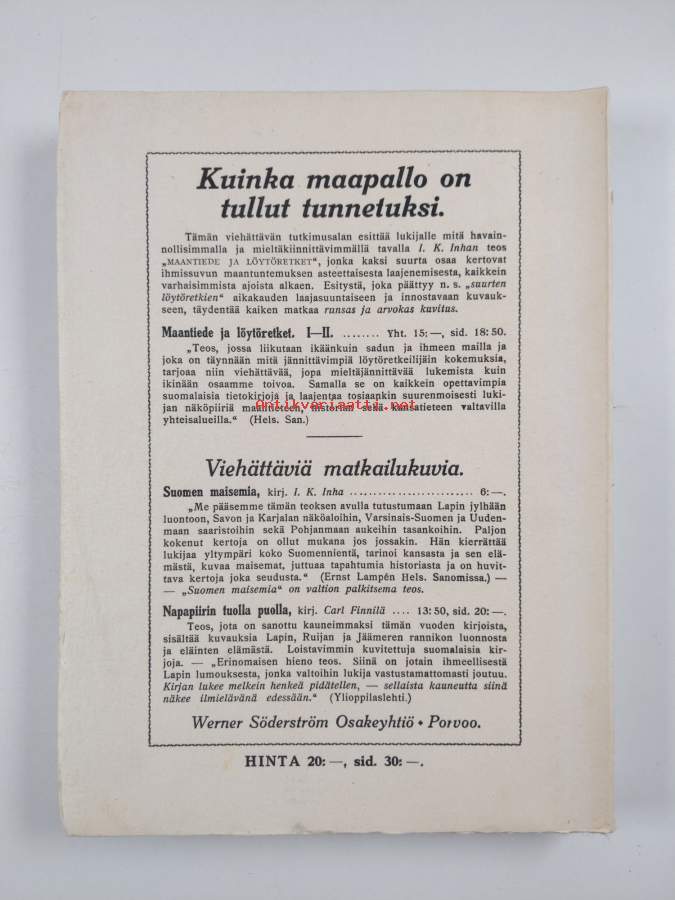 Kuinka maapallo on
tullut tunnetuksi.
Tämän viehättävän tutkimusalan esittää lukijalle mitä havain-
nollisimmalla ja mieltäkiinnittävimmällä tavalla I. K. Inhan teos
„MAANTIEDE JA LÖYTÖRETKET“, jonka kaksi suurta osaa kertovat
ihmissuvun maantuntemuksen asteettaisesta laajenemisesta, kaikkein
varhaisimmista ajoista alkaen. Esitystä, joka päättyy n. s. „suurten
löytöretkien“ aikakauden laajasuuntaiseen ja innostavaan kuvauk-
seen, täydentää kaiken matkaa runsas ja arvokas kuvitus.
Maantiede ja löytöretket. I—II. ........ Yht. 15: —, sid. 18: 50.
„Teos, jossa liikutaan ikäänkuin sadun ja ihmeen mailla ja
joka on täynnään mitä jännittävimpiä löytöretkeilijäin kokemuksia,
tarjoaa niin viehättävää, jopa mieltäjännittävää lukemista kuin
ikinään osaamme toivoa. Samalla se on kaikkein opettavimpia
suomalaisia tietokirjoja ja laajentaa tosiaankin suurenmoisesti luki-
jan näköpiiriä maantieteen, historian sekä kansatieteen valtavilla
yhteisalueilla.“ (Hels. San.)
Antikvariaatti.net
Viehättäviä matkailukuvia.
Suomen maisemia, kirj. I. K. Inha .......................... 6: —.
„Me pääsemme tämän teoksen avulla tutustumaan Lapin jylhään
luontoon, Savon ja Karjalan näköaloihin, Varsinais-Suomen ja Uuden-
maan saaristoihin sekä Pohjanmaan aukeihin tasankoihin. Paljon
kokenut kertoja on ollut mukana jos jossakin. Hän kierrättää
lukijaa yltympäri koko Suomenniemtä, tarinoi kansasta ja sen elä-
mästä, kuvaa maisemat, juttuaa tapahtumia historiasta ja on huvit-
tava kertoja joka seudusta.“ (Ernst Lampén Hels. Sanomissa.) —
— „Suomen maisemia“ on valtion palkitsema teos.
Napapiirin tuolla puolla, kirj. Carl Finnilä .... 13: 50, sid. 20: —.
Teos, jota on sanottu kauneimmaksi tämän vuoden kirjoista,
sisältää kuvauksia Lapin, Ruijan ja Jäämeren rannikon luonnosta
ja eläinten elämästä. Loistavimmin kuvitettuja suomalaisia kir-
joja. — „Erinomaisen hieno teos. Siinä on jotain ihmeellisestä
Lapin lumouksesta, jonka valtoihin lukija vastustamattomasti joutuu.
Kirjan lukee melkein henkeä pidätellen, — sellaista kauneutta siinä
näkee ilmielävänä edessään.“ (Ylioppilaslehti.)
Werner Söderström Osakeyhtiö • Porvoo.
HINTA 20: —, sid. 30: —.